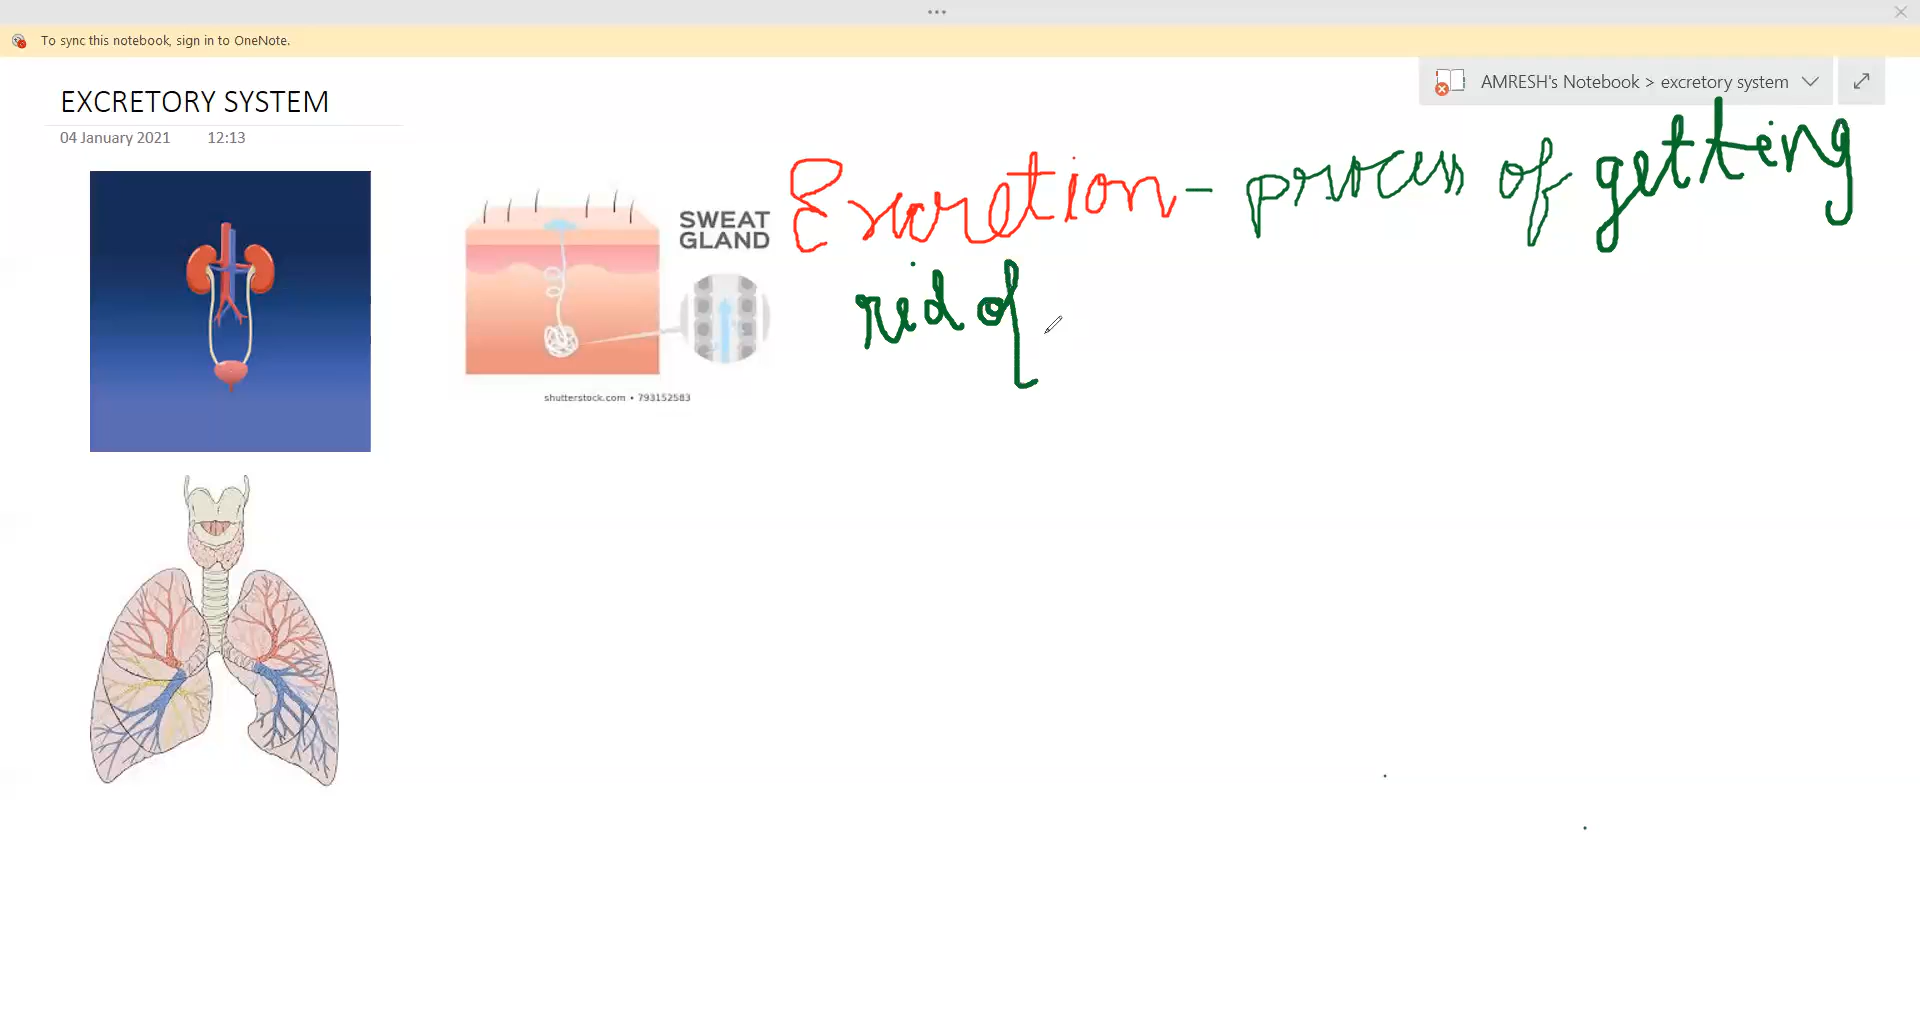 To sync this notebook, sign in to OneNote.
AMRESH's Notebook > excretory system
EXCRETORY SYSTEM
04 January 2021 12:13
SWEAT
GLAND
shutterstock.com • 793152583
Excretion - process of getting
rid of